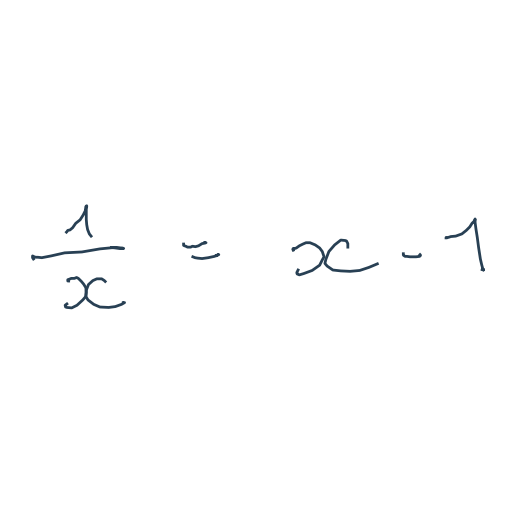 1/x = x - 1